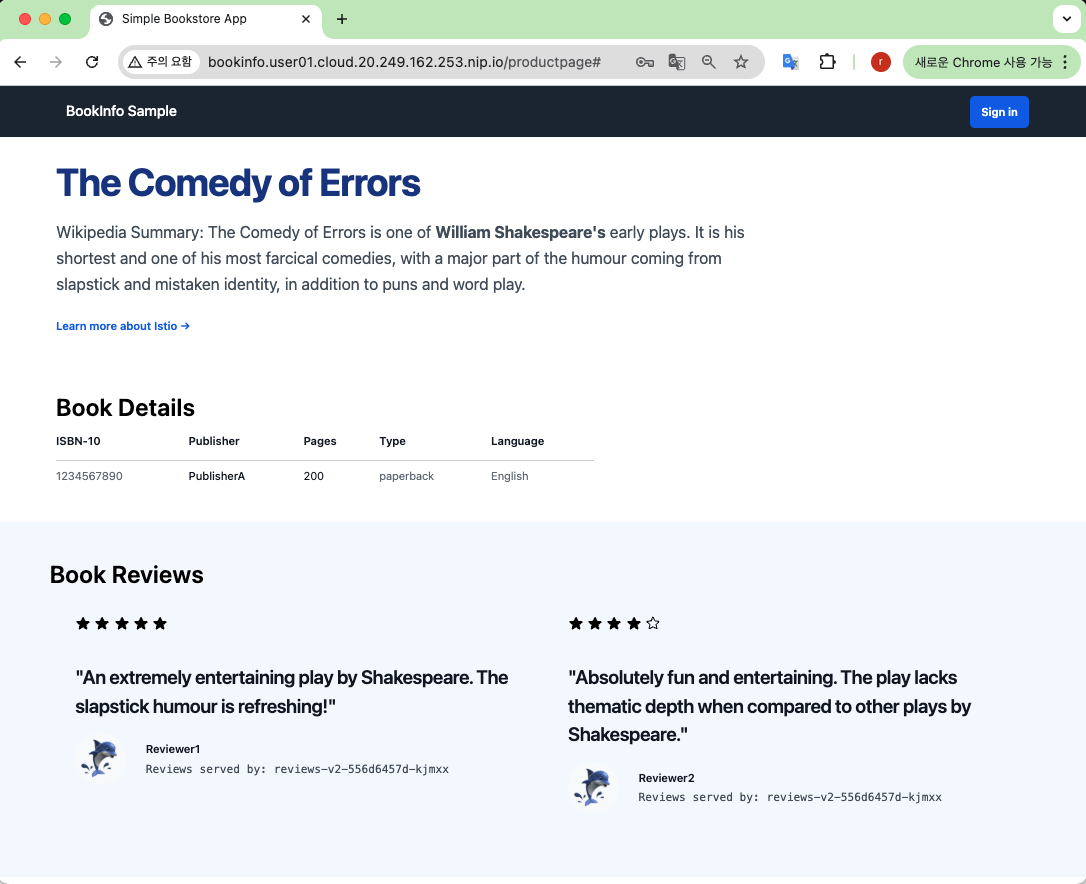 Simple Bookstore App
주의 요함
bookinfo.user01.cloud.20.249.162.253.nip.io/productpage#
r
새로운 Chrome 사용 가능
BookInfo Sample
Sign in
The Comedy of Errors
Wikipedia Summary: The Comedy of Errors is one of William Shakespeare's early plays. It is his
shortest and one of his most farcical comedies, with a major part of the humour coming from
slapstick and mistaken identity, in addition to puns and word play.
Learn more about Istio →
Book Details
ISBN-10 Publisher Pages Type Language
1234567890 PublisherA 200 paperback English
Book Reviews
"An extremely entertaining play by Shakespeare. The
slapstick humour is refreshing!"
Reviewer1
Reviews served by: reviews-v2-556d6457d-kjmxx
"Absolutely fun and entertaining. The play lacks
thematic depth when compared to other plays by
Shakespeare."
Reviewer2
Reviews served by: reviews-v2-556d6457d-kjmxx